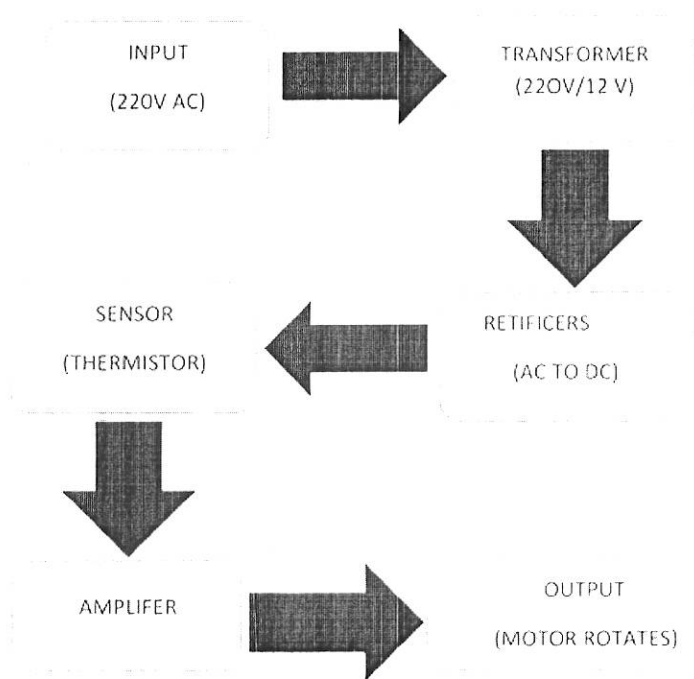 INPUT
(220V AC)
TRANSFORMER
(220V/12 V)
RETIFICERS
(AC TO DC)
SENSOR
(THERMISTOR)
AMPLIFER
OUTPUT
(MOTOR ROTATES)